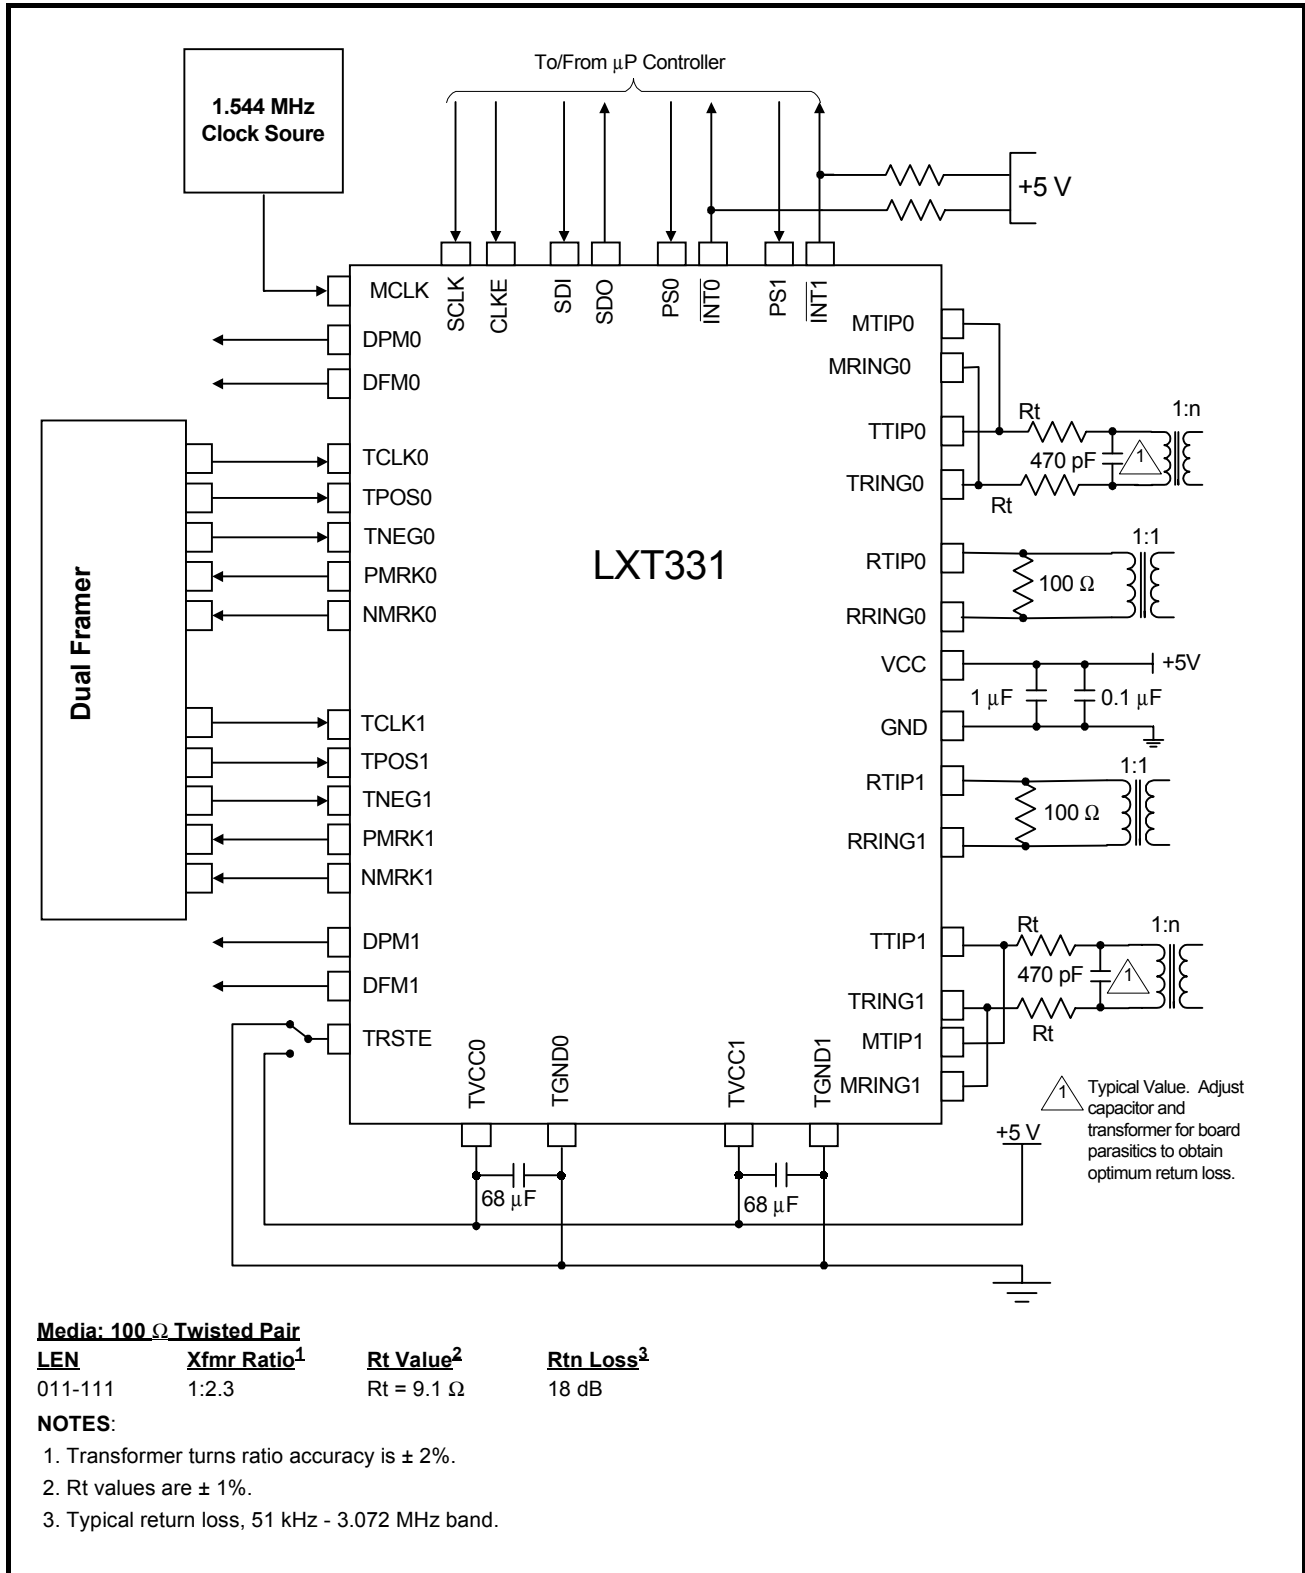 To/From μP Controller
1.544 MHz
Clock Soure
+5 V
SCLK
CLKE
SDI
SDO
PS0
INT0
PS1
INT1
MCLK
DPM0
DFM0
Dual Framer
TCLK0
TPOS0
TNEG0
PMRK0
NMRK0
TCLK1
TPOS1
TNEG1
PMRK1
NMRK1
DPM1
DFM1
TRSTE
LXT331
MTIP0
MRING0
TTIP0
TRING0
Rt
470 pF
1
1:n
Rt
RTIP0
RRING0
1:1
100 Ω
VCC
GND
+5V
1 μF
0.1 μF
RTIP1
RRING1
1:1
100 Ω
TTIP1
TRING1
MTIP1
MRING1
Rt
470 pF
1
1:n
Rt
TVCC0
TGND0
TVCC1
TGND1
68 μF
68 μF
+5 V
1 Typical Value. Adjust
capacitor and
transformer for board
parasitics to obtain
optimum return loss.
Media: 100 Ω Twisted Pair
LEN Xfmr Ratio1 Rt Value2 Rtn Loss3
011-111 1:2.3 Rt = 9.1 Ω 18 dB
NOTES:
1. Transformer turns ratio accuracy is ± 2%.
2. Rt values are ± 1%.
3. Typical return loss, 51 kHz - 3.072 MHz band.